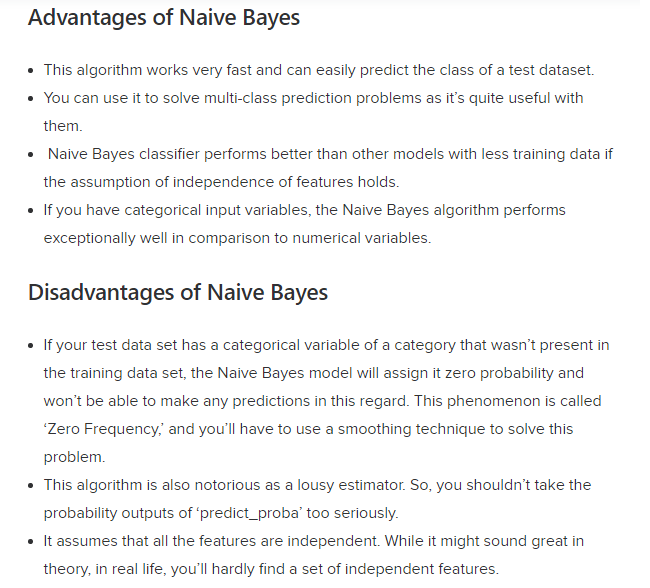 Advantages of Naive Bayes
• This algorithm works very fast and can easily predict the class of a test dataset.
• You can use it to solve multi-class prediction problems as it’s quite useful with
them.
• Naive Bayes classifier performs better than other models with less training data if
the assumption of independence of features holds.
• If you have categorical input variables, the Naive Bayes algorithm performs
exceptionally well in comparison to numerical variables.
Disadvantages of Naive Bayes
• If your test data set has a categorical variable of a category that wasn’t present in
the training data set, the Naive Bayes model will assign it zero probability and
won’t be able to make any predictions in this regard. This phenomenon is called
‘Zero Frequency,’ and you’ll have to use a smoothing technique to solve this
problem.
• This algorithm is also notorious as a lousy estimator. So, you shouldn’t take the
probability outputs of ‘predict_proba’ too seriously.
• It assumes that all the features are independent. While it might sound great in
theory, in real life, you’ll hardly find a set of independent features.